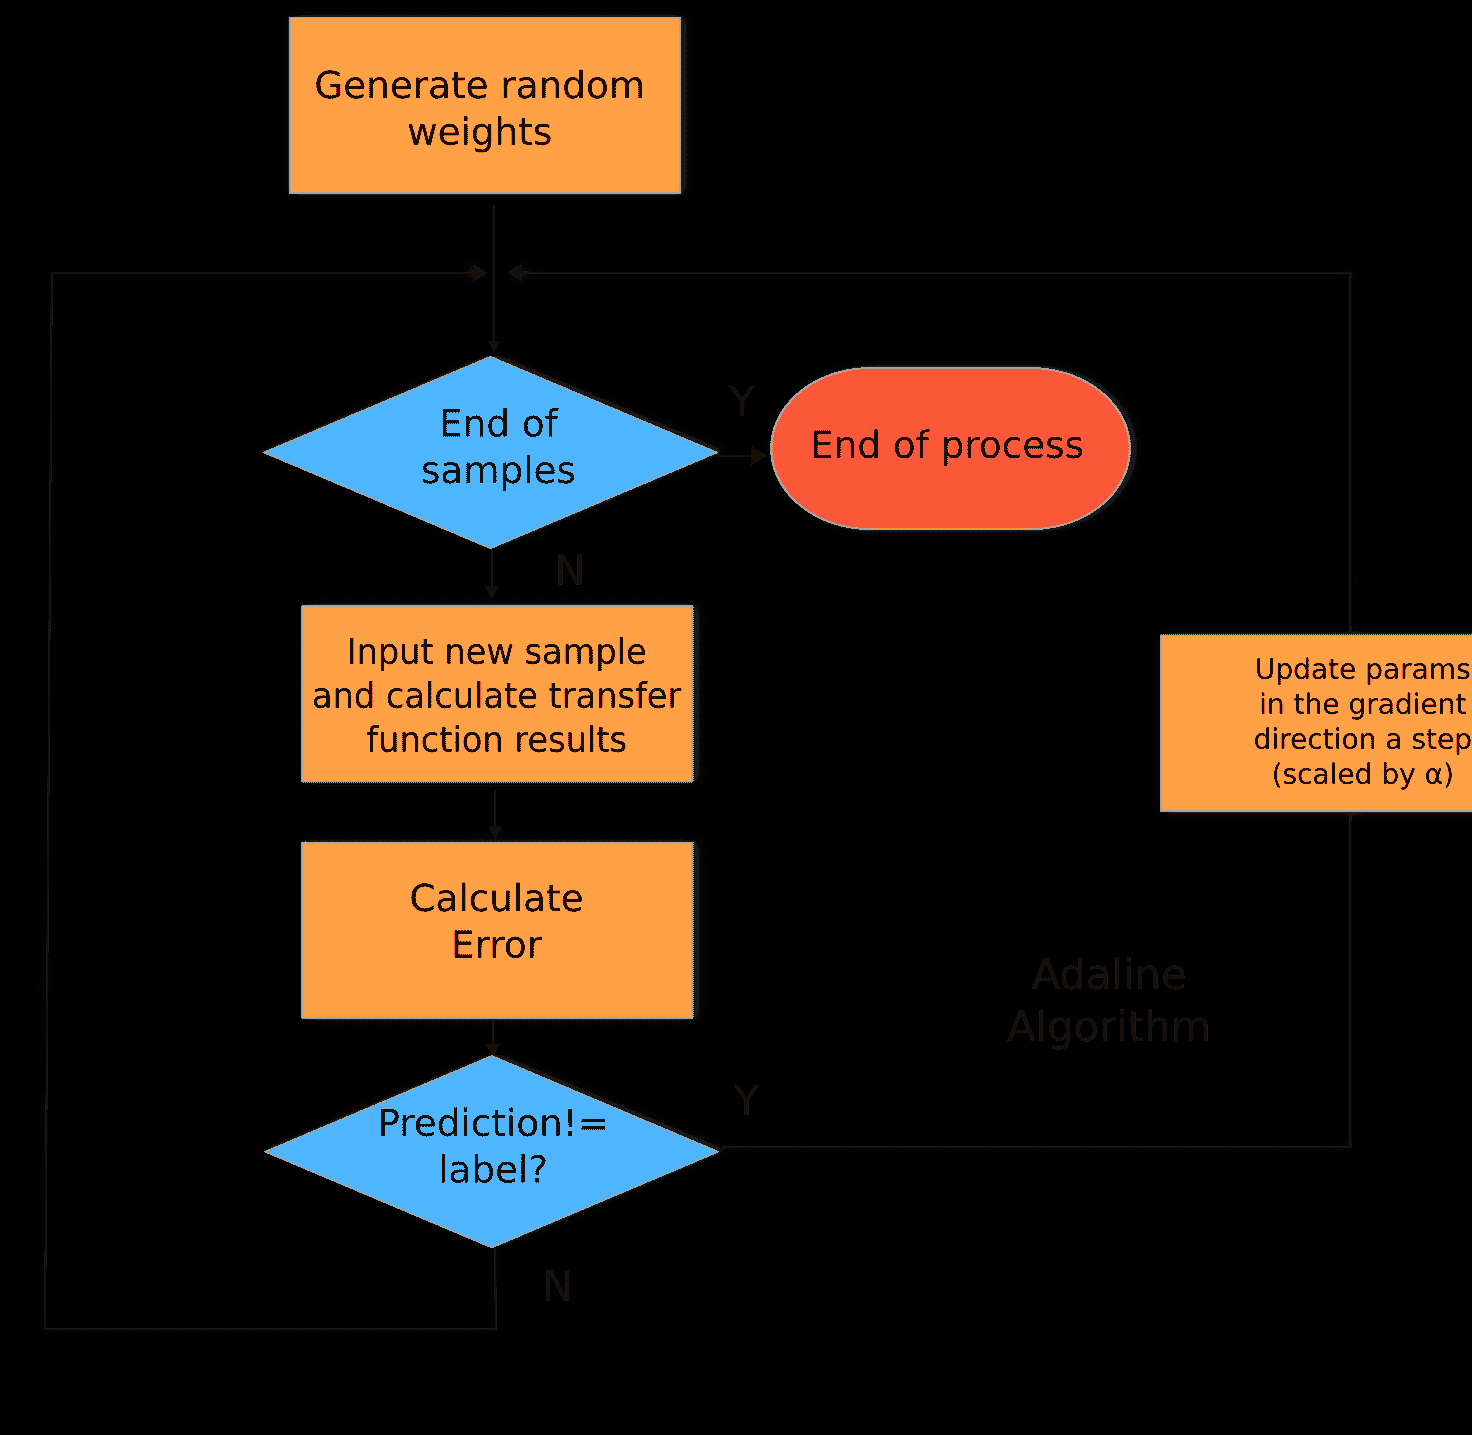 Generate random
weights
End of
samples
Y
End of process
N
Input new sample
and calculate transfer
function results
Update params
in the gradient
direction a step
(scaled by α)
Calculate
Error
Adaline
Algorithm
Prediction!=
label?
Y
N